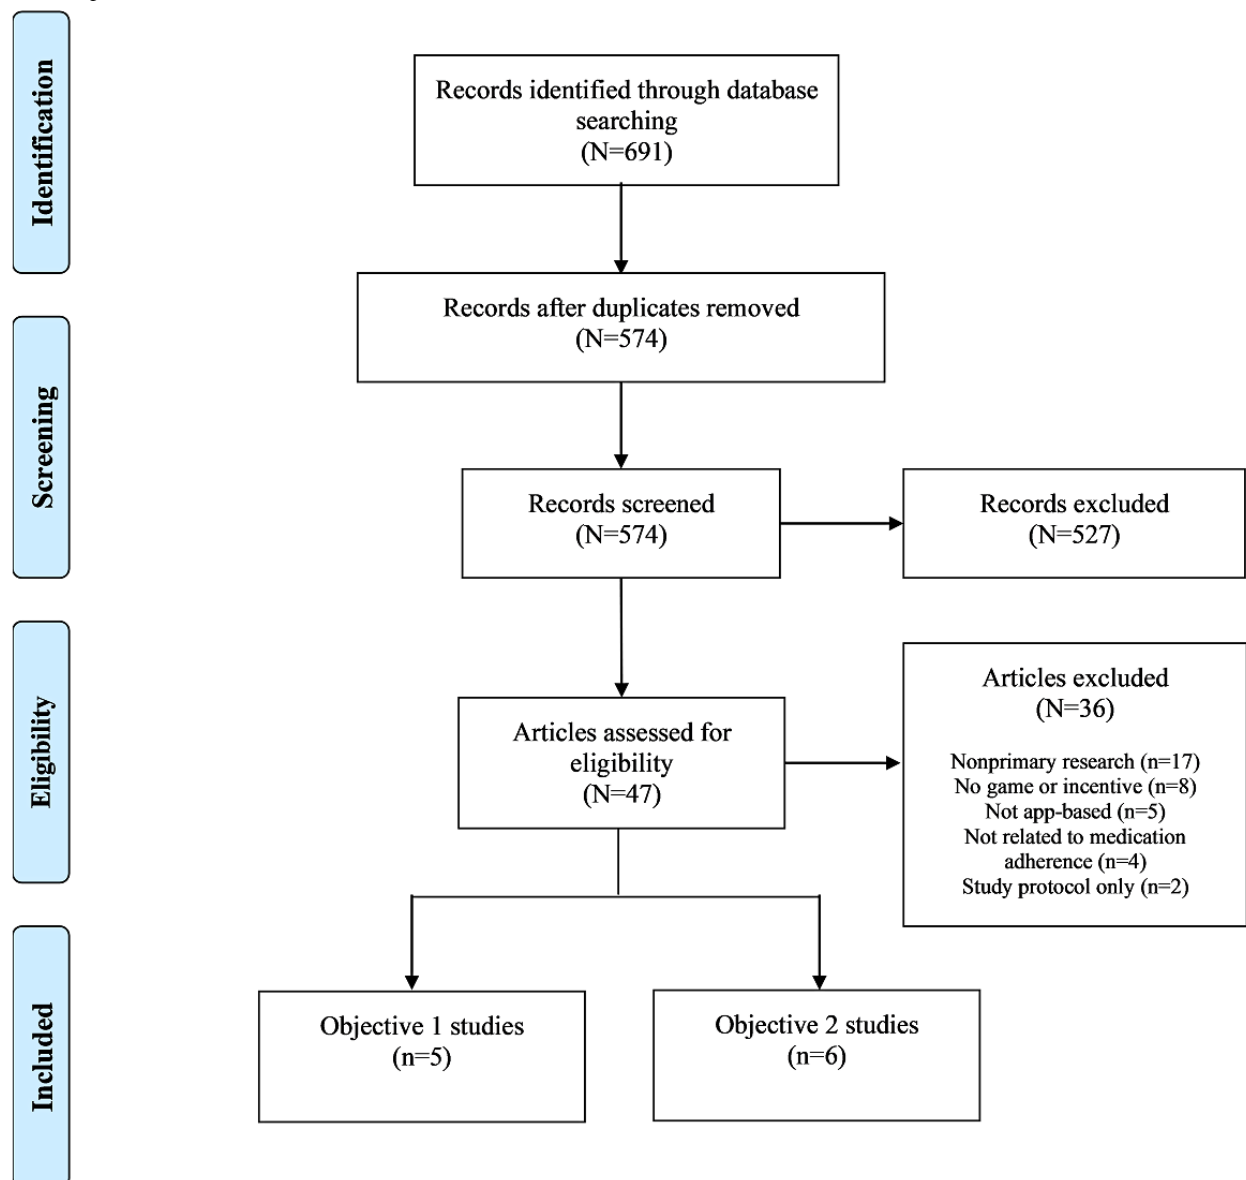 Identification
Records identified through database
searching
(N=691)
Records after duplicates removed
(N=574)
Screening
Records screened
(N=574)
Records excluded
(N=527)
Eligibility
Articles assessed for
eligibility
(N=47)
Articles excluded
(N=36)
Nonprimary research (n=17)
No game or incentive (n=8)
Not app-based (n=5)
Not related to medication
adherence (n=4)
Study protocol only (n=2)
Included
Objective 1 studies
(n=5)
Objective 2 studies
(n=6)